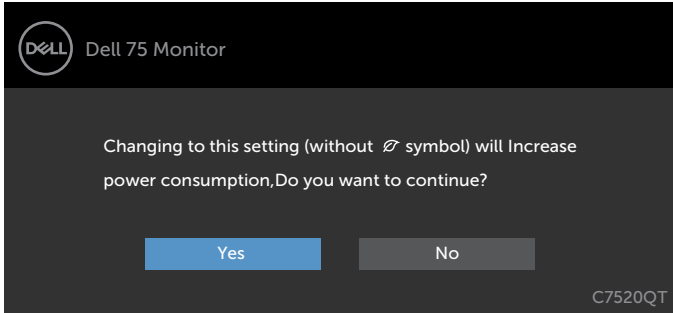 DELL
Dell 75 Monitor
Changing to this setting (without symbol) will Increase
power consumption,Do you want to continue?
Yes No
C7520QT